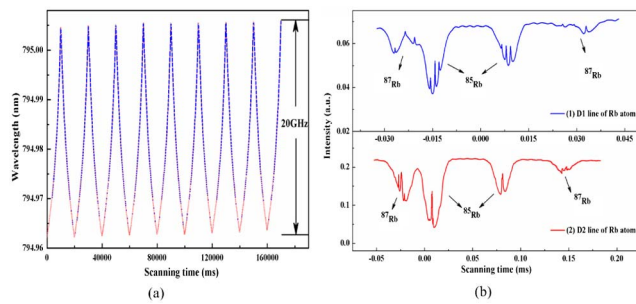 (a)
795.00
794.99
794.98
794.97
794.96
Wavelength (nm)
20GHz
0
40000
80000
120000
160000
Scanning time (ms)
(a)
(b)
0.06
0.04
0.02
87Rb
85Rb
87Rb
(1) D1 line of Rb atom
-0.030
-0.015
0.000
0.015
0.030
0.045
Intensity (a.u.)
0.2
0.1
0.0
87Rb
85Rb
87Rb
(2) D2 line of Rb atom
-0.05
0.00
0.05
0.10
0.15
0.20
Scanning time (ms)
(b)